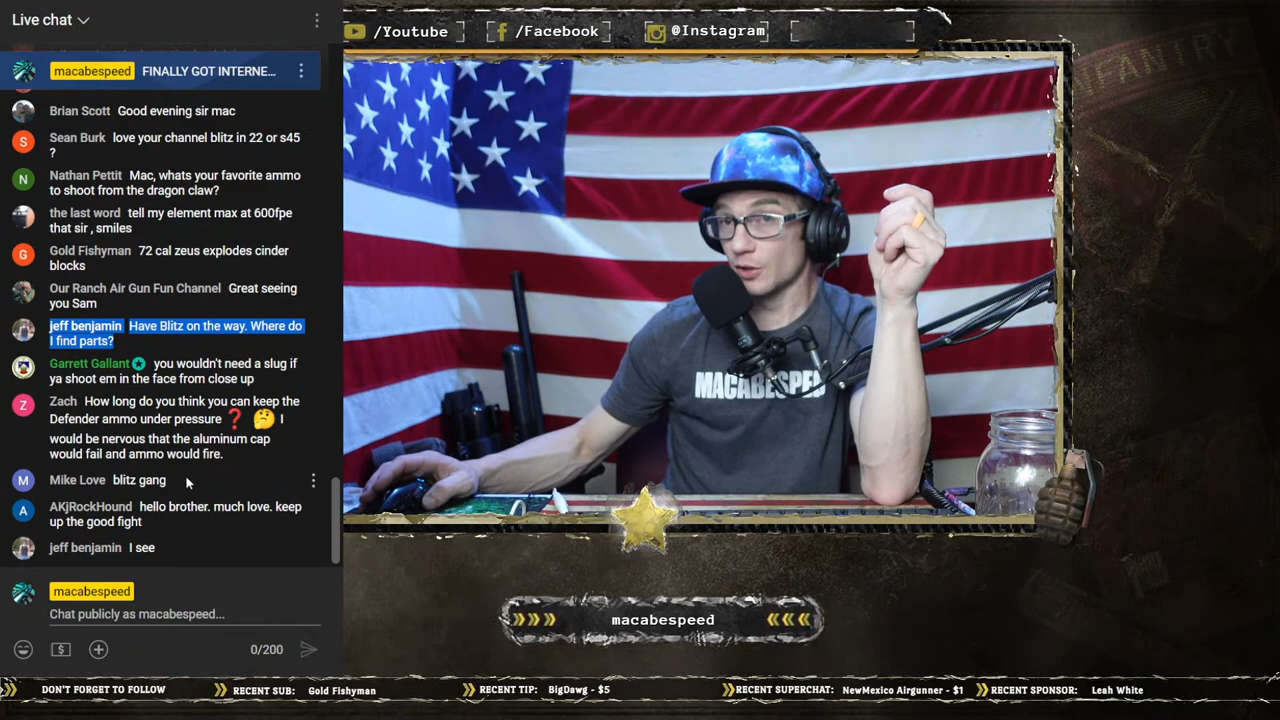 Live chat
macabespeed FINALLY GOT INTERNE...
Brian Scott Good evening sir mac
Sean Burk love your channel blitz in 22 or s45
?
Nathan Pettit Mac, whats your favorite ammo
to shoot from the dragon claw?
the last word tell my element max at 600fpe
that sir , smiles
Gold Fishyman 72 cal zeus explodes cinder
blocks
Our Ranch Air Gun Fun Channel Great seeing
you Sam
jeff benjamin Have Blitz on the way. Where do
I find parts?
Garrett Gallant you wouldn't need a slug if
ya shoot em in the face from close up
Zach How long do you think you can keep the
Defender ammo under pressure ❓ 🤔 I
would be nervous that the aluminum cap
would fail and ammo would fire.
Mike Love blitz gang
AKjRockHound hello brother. much love. keep
up the good fight
jeff benjamin I see
macabespeed
Chat publicly as macabespeed...
0/200
/Youtube
/Facebook
@Instagram
INFANTRY
MACABESPED
macabespeed
DON'T FORGET TO FOLLOW
RECENT SUB: Gold Fishyman
RECENT TIP: BigDawg - $5
RECENT SUPERCHAT: NewMexico Airgunner - $1
RECENT SPONSOR: Leah White